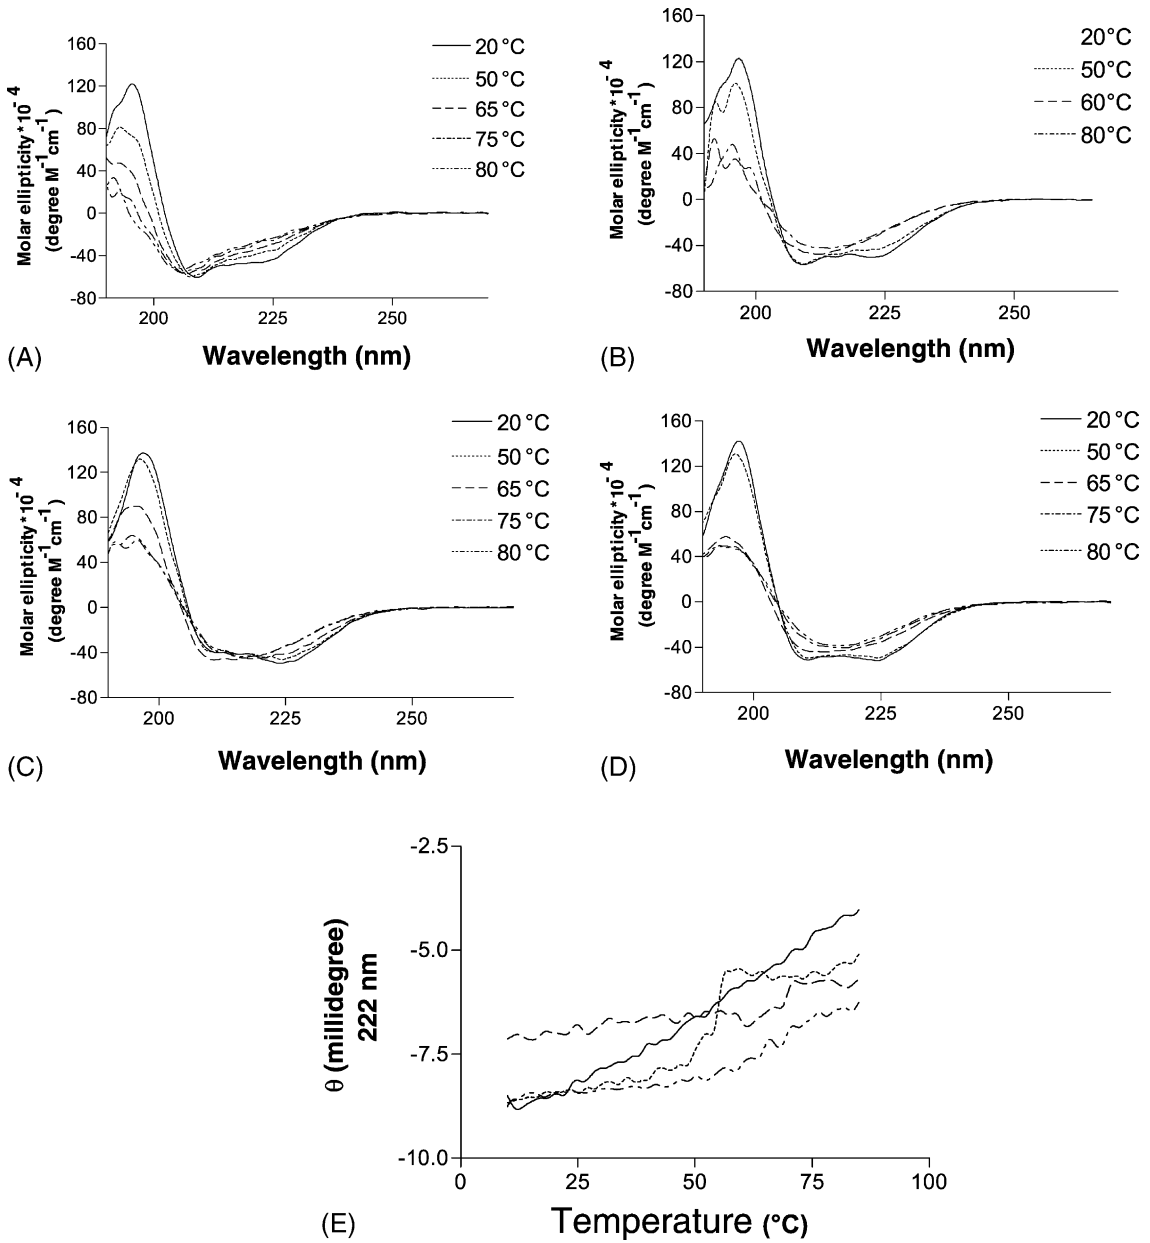 Molar ellipticity*10-4
(degree M-1cm-1)
160
120
80
40
0
-40
-80
200
225
250
20°C
50°C
65°C
75°C
80°C
Wavelength (nm)
(A)
Molar ellipticity*10-4
(degree M-1cm-1)
160
120
80
40
0
-40
-80
200
225
250
20°C
50°C
60°C
80°C
Wavelength (nm)
(B)
Molar ellipticity*10-4
(degree M-1cm-1)
160
120
80
40
0
-40
-80
200
225
250
20°C
50°C
65°C
75°C
80°C
Wavelength (nm)
(C)
Molar ellipticity*10-4
(degree M-1cm-1)
160
120
80
40
0
-40
-80
200
225
250
20°C
50°C
65°C
75°C
80°C
Wavelength (nm)
(D)
θ (millidegree)
222 nm
-2.5
-5.0
-7.5
-10.0
0
25
50
75
100
Temperature (°C)
(E)